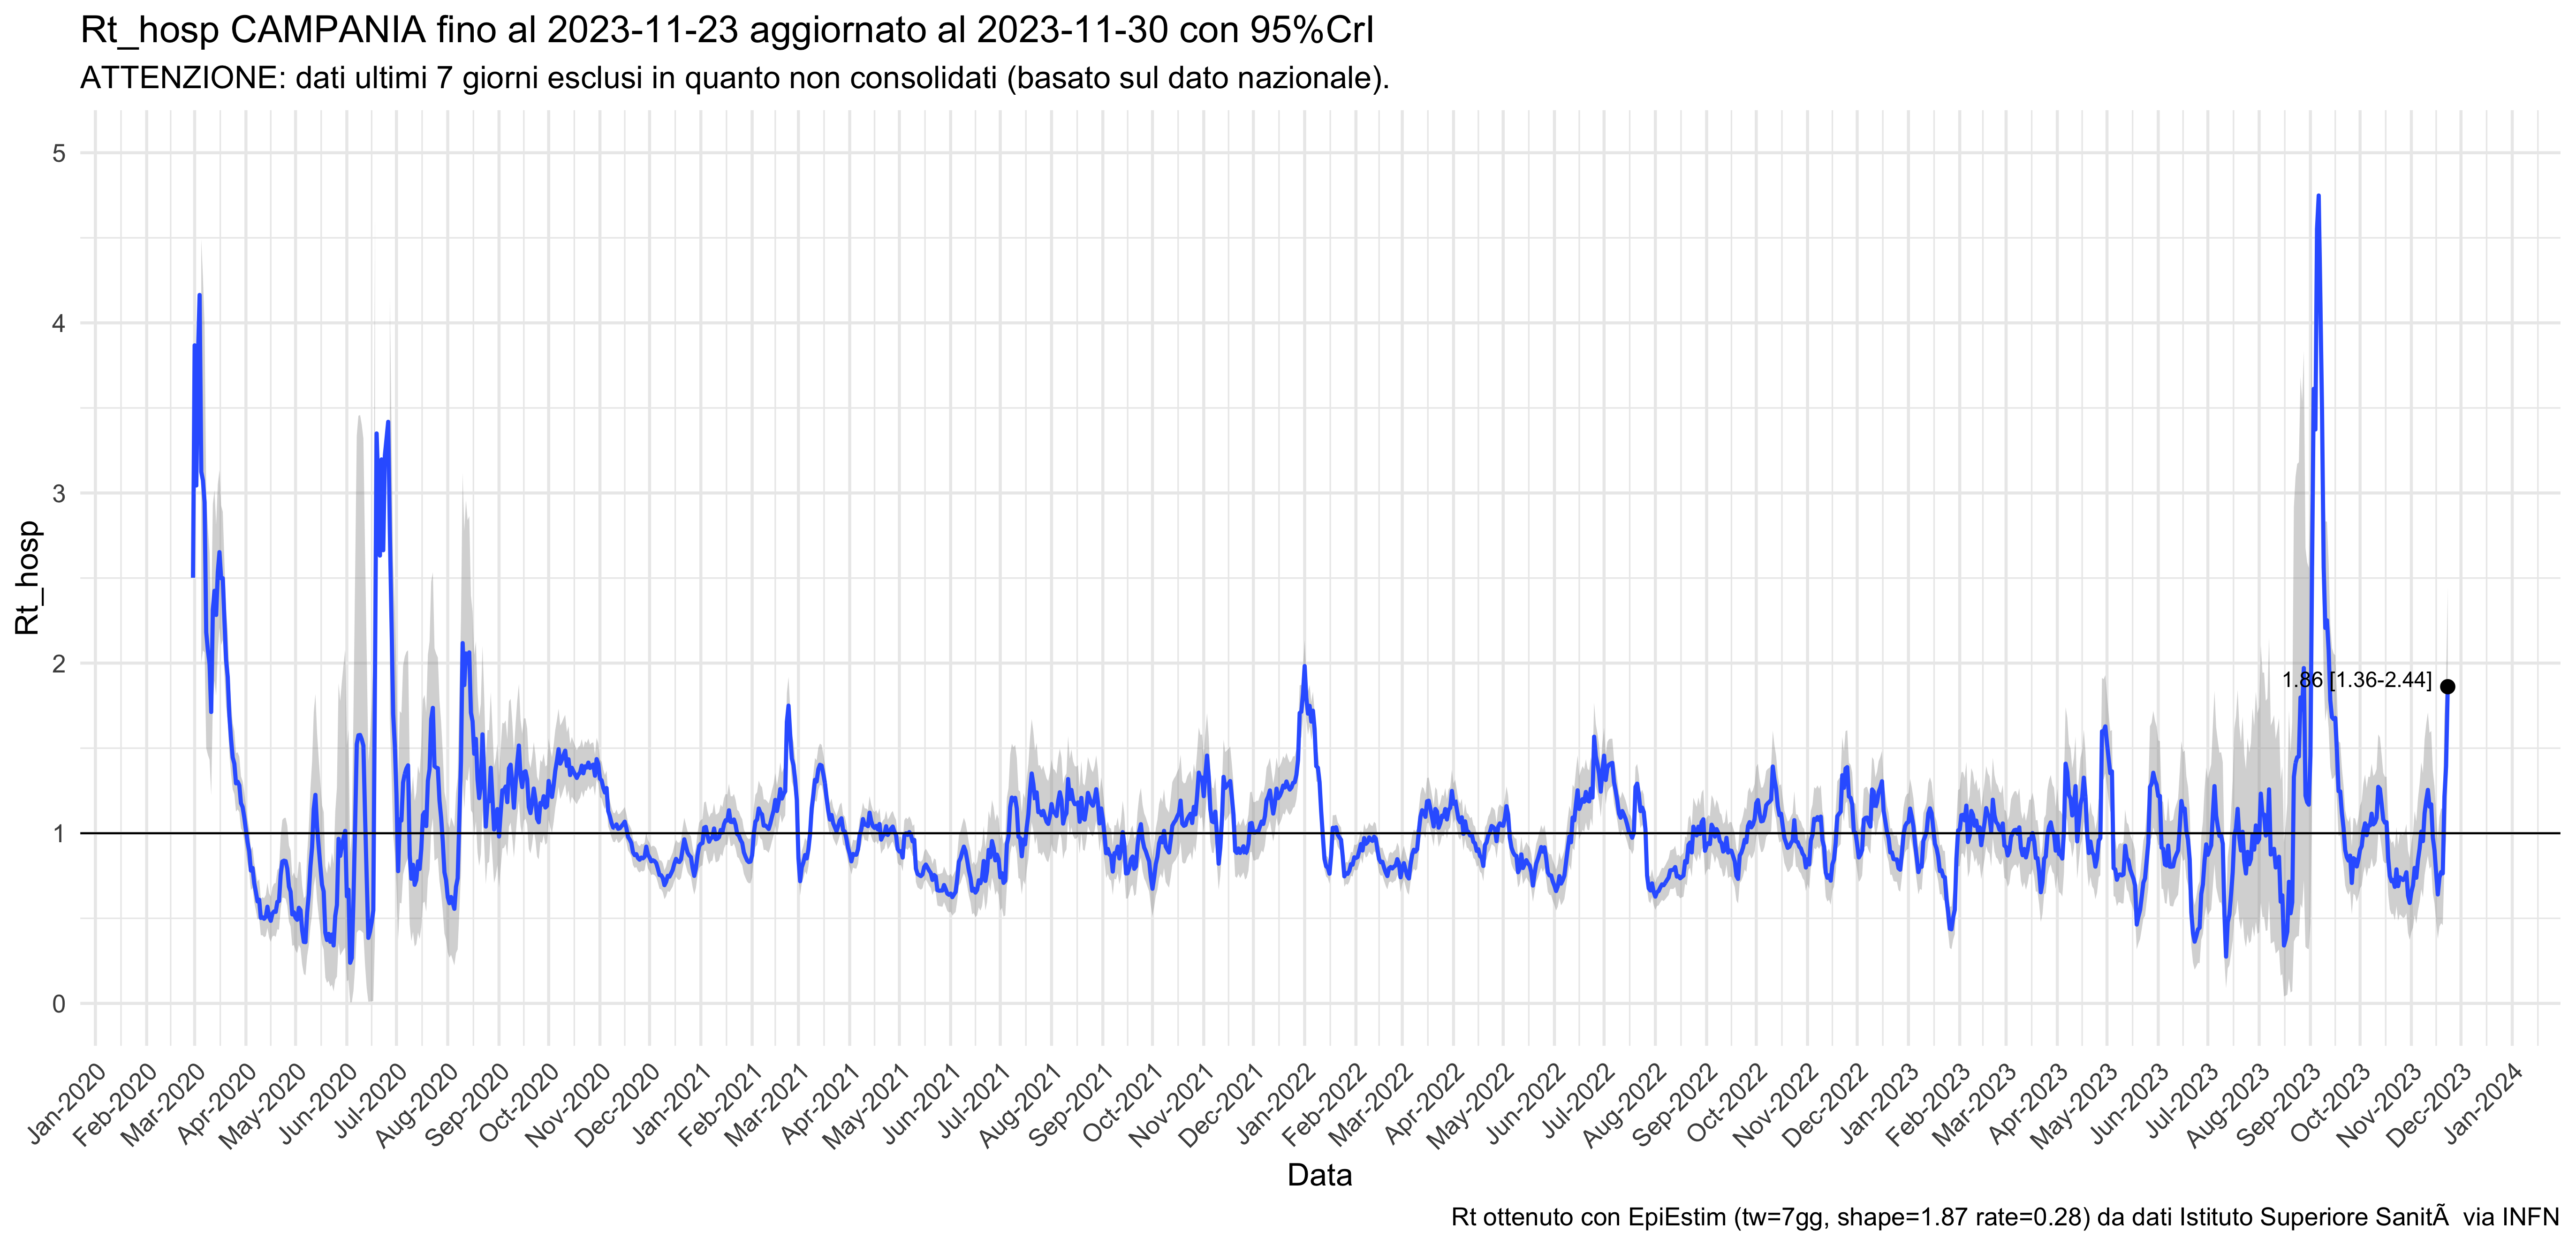 Rt_hosp CAMPANIA fino al 2023-11-23 aggiornato al 2023-11-30 con 95%CrI
ATTENZIONE: dati ultimi 7 giorni esclusi in quanto non consolidati (basato sul dato nazionale).
5
4
3
2
1
0
Rt_hosp
1.86 [1.36-2.44]
Jan-2020
Feb-2020
Mar-2020
Apr-2020
May-2020
Jun-2020
Jul-2020
Aug-2020
Sep-2020
Oct-2020
Nov-2020
Dec-2020
Jan-2021
Feb-2021
Mar-2021
Apr-2021
May-2021
Jun-2021
Jul-2021
Aug-2021
Sep-2021
Oct-2021
Nov-2021
Dec-2021
Jan-2022
Feb-2022
Mar-2022
Apr-2022
May-2022
Jun-2022
Jul-2022
Aug-2022
Sep-2022
Oct-2022
Nov-2022
Dec-2022
Jan-2023
Feb-2023
Mar-2023
Apr-2023
May-2023
Jun-2023
Jul-2023
Aug-2023
Sep-2023
Oct-2023
Nov-2023
Dec-2023
Jan-2024
Data
Rt ottenuto con EpiEstim (tw=7gg, shape=1.87 rate=0.28) da dati Istituto Superiore SanitÃ  via INFN